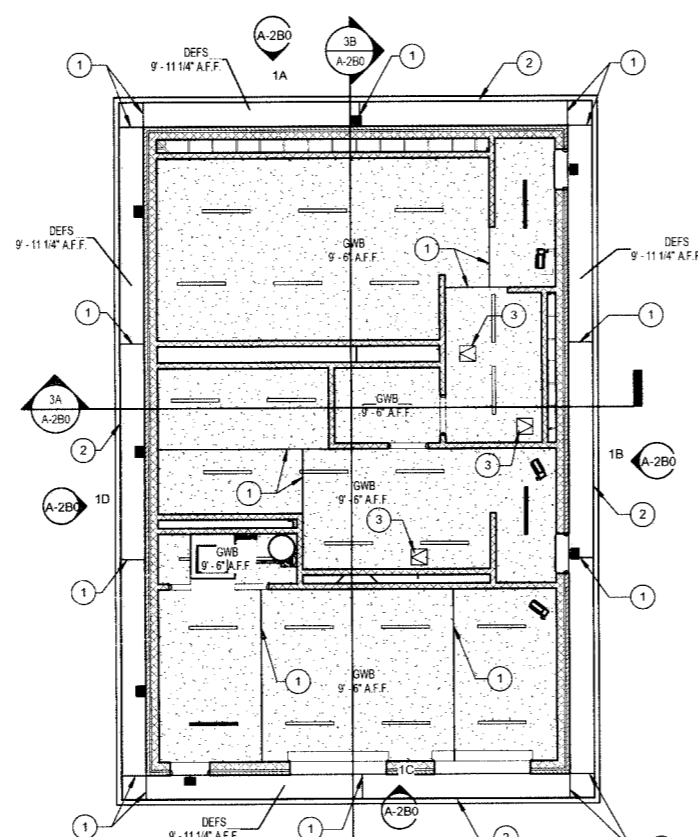 A-2B0
1A
3B
A-2B0
1
DEFS
9' - 11 1/4" A.F.F.
1
2
1
DEFS
9' - 11 1/4" A.F.F.
GWB
9' - 6" A.F.F.
1
DEFS
9' - 11 1/4" A.F.F.
1
3
1
3A
A-2B0
GWB
9' - 6" A.F.F.
2
3
1B
A-2B0
1D
A-2B0
1
GWB
9' - 6" A.F.F.
3
2
GWB
9' - 6" A.F.F.
1
1
1
1
GWB
9' - 6" A.F.F.
1C
A-2B0
1
DEFS
9' - 11 1/4" A.F.F.
1
2
1